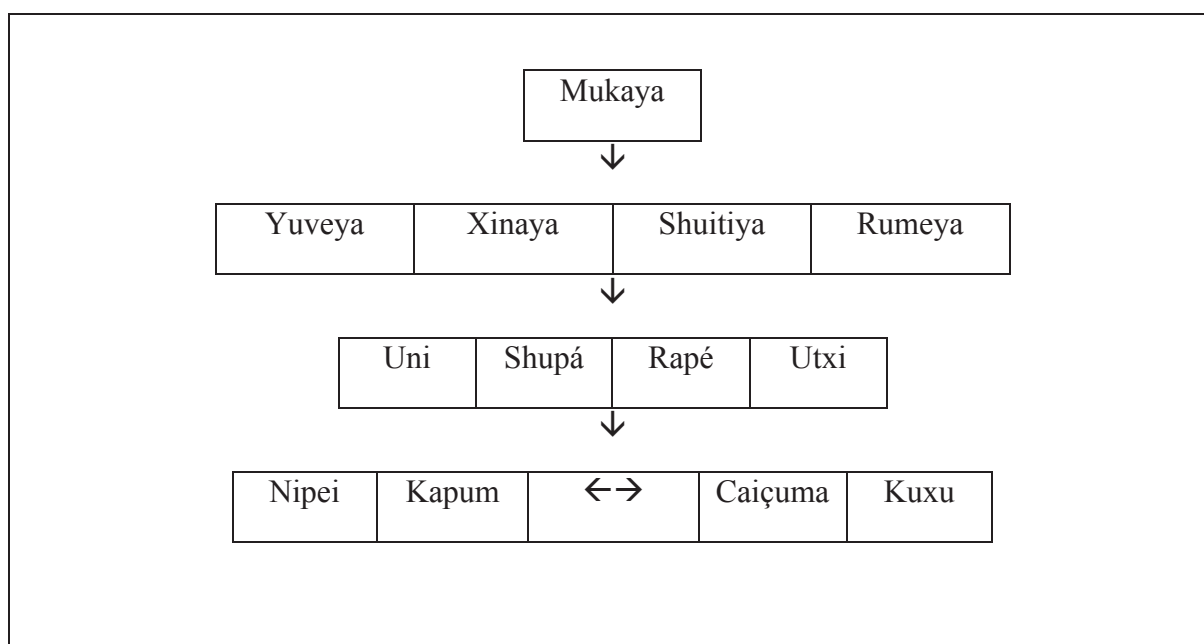 Mukaya
↓
Yuveya Xinaya Shuitiya Rumeya
↓
Uni Shupá Rapé Utxi
↓
Nipei Kapum ←→ Caiçuma Kuxu